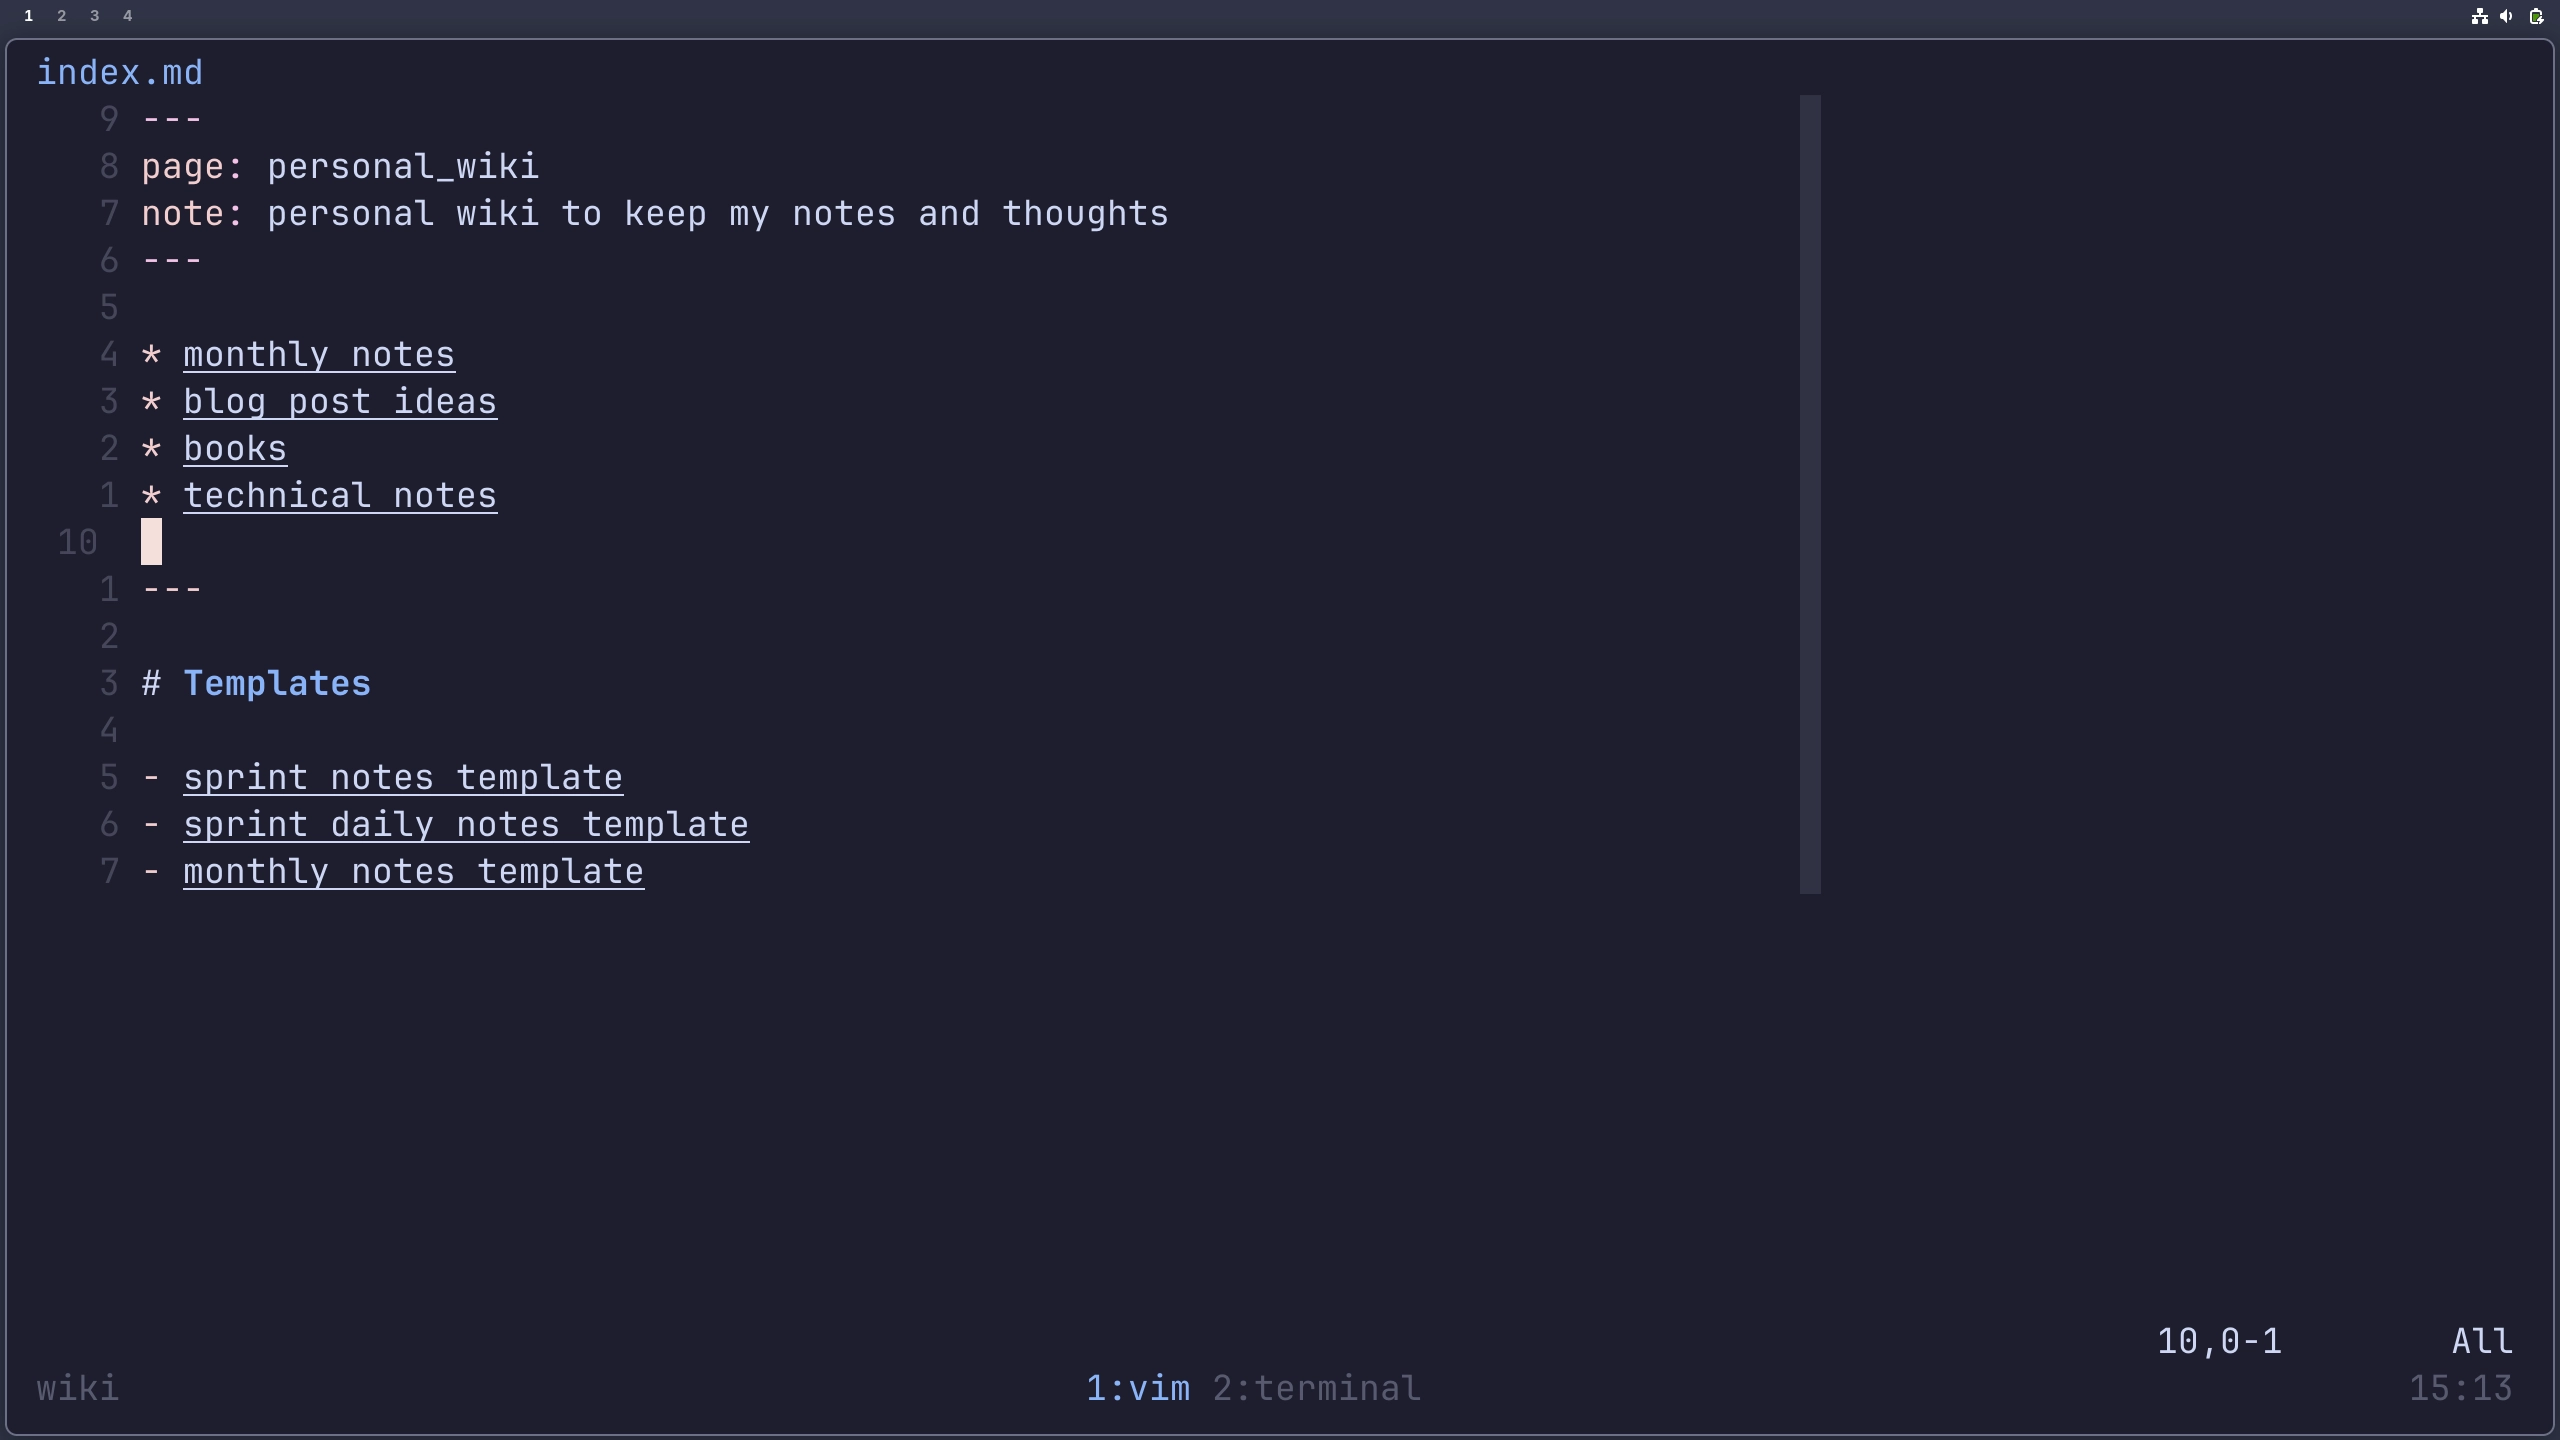 1 2 3 4
index.md
9 ---
8 page: personal_wiki
7 note: personal wiki to keep my notes and thoughts
6 ---
5
4 * monthly notes
3 * blog post ideas
2 * books
1 * technical notes
10
1 ---
2
3 # Templates
4
5 - sprint notes template
6 - sprint daily notes template
7 - monthly notes template
10,0-1 All
wiki 1:vim 2:terminal 15:13